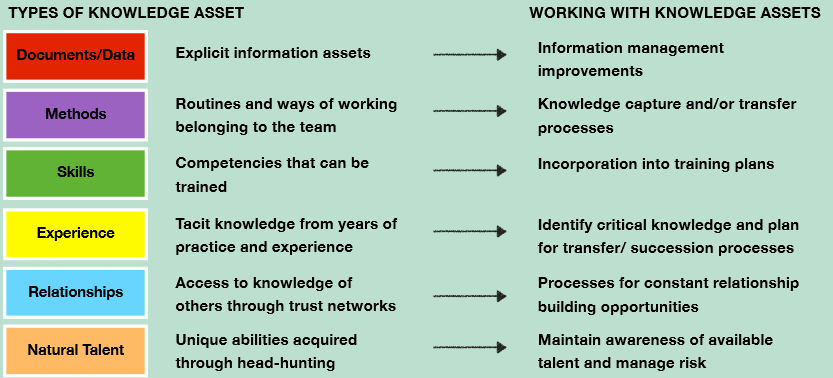 TYPES OF KNOWLEDGE ASSET
WORKING WITH KNOWLEDGE ASSETS
Documents/Data
Explicit information assets
Information management
improvements
Methods
Routines and ways of working
belonging to the team
Knowledge capture and/or transfer
processes
Skills
Competencies that can be
trained
Incorporation into training plans
Experience
Tacit knowledge from years of
practice and experience
Identify critical knowledge and plan
for transfer/ succession processes
Relationships
Access to knowledge of
others through trust networks
Processes for constant relationship
building opportunities
Natural Talent
Unique abilities acquired
through head-hunting
Maintain awareness of available
talent and manage risk